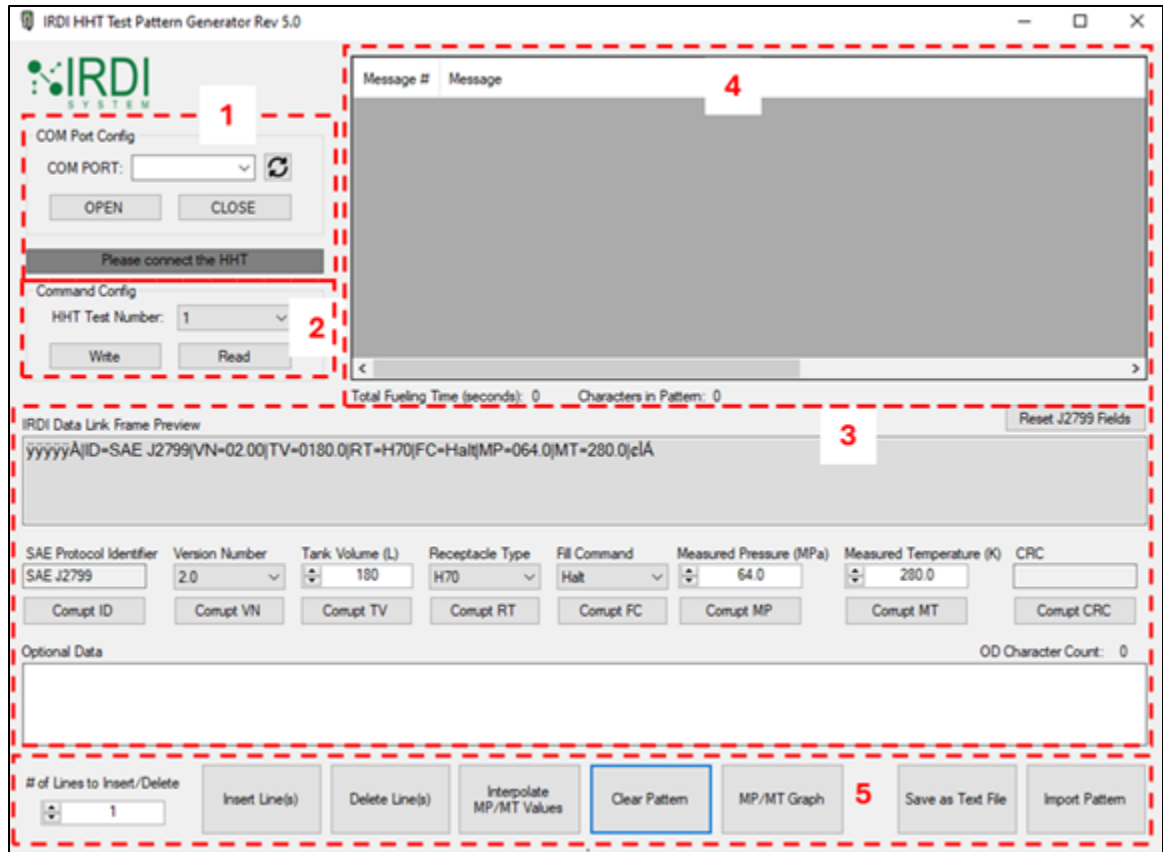 IRDI HHT Test Pattern Generator Rev 5.0
IRDI
SYSTEM
1
COM Port Config
COM PORT:
OPEN CLOSE
Please connect the HHT
Command Config
HHT Test Number: 1
2
Write Read
Message # Message
4
Total Fueling Time (seconds): 0 Characters in Pattern: 0
Reset J2799 Fields
IRDI Data Link Frame Preview
3
ÿÿÿÿÿÅ|ID=SAE J2799|VN=02.00|TV=0180.0|RT=H70|FC=Halt|MP=064.0|MT=280.0|¢ÍÁ
SAE Protocol Identifier Version Number Tank Volume (L) Receptacle Type Fill Command Measured Pressure (MPa) Measured Temperature (K) CRC
SAE J2799 2.0 180 H70 Halt 64.0 280.0
Corrupt ID Corrupt VN Corrupt TV Corrupt RT Corrupt FC Corrupt MP Corrupt MT Corrupt CRC
Optional Data OD Character Count: 0
# of Lines to Insert/Delete
1
Insert Line(s) Delete Line(s) Interpolate MP/MT Values Clear Pattern MP/MT Graph 5 Save as Text File Import Pattern